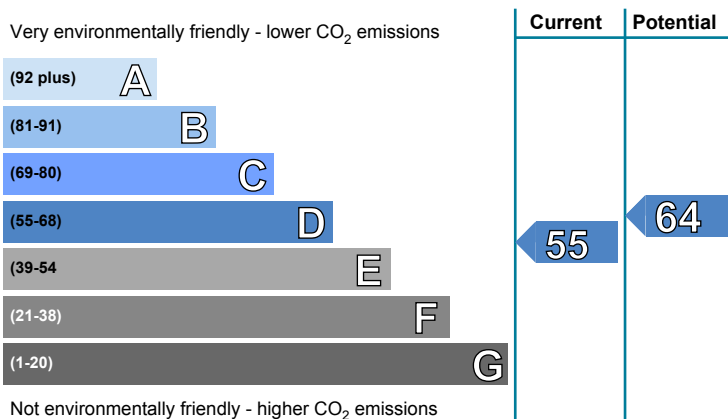 Very environmentally friendly - lower CO2 emissions
Current Potential
(92 plus) A
(81-91) B
(69-80) C
(55-68) D
64
55
(39-54 E
(21-38) F
(1-20) G
Not environmentally friendly - higher CO2 emissions